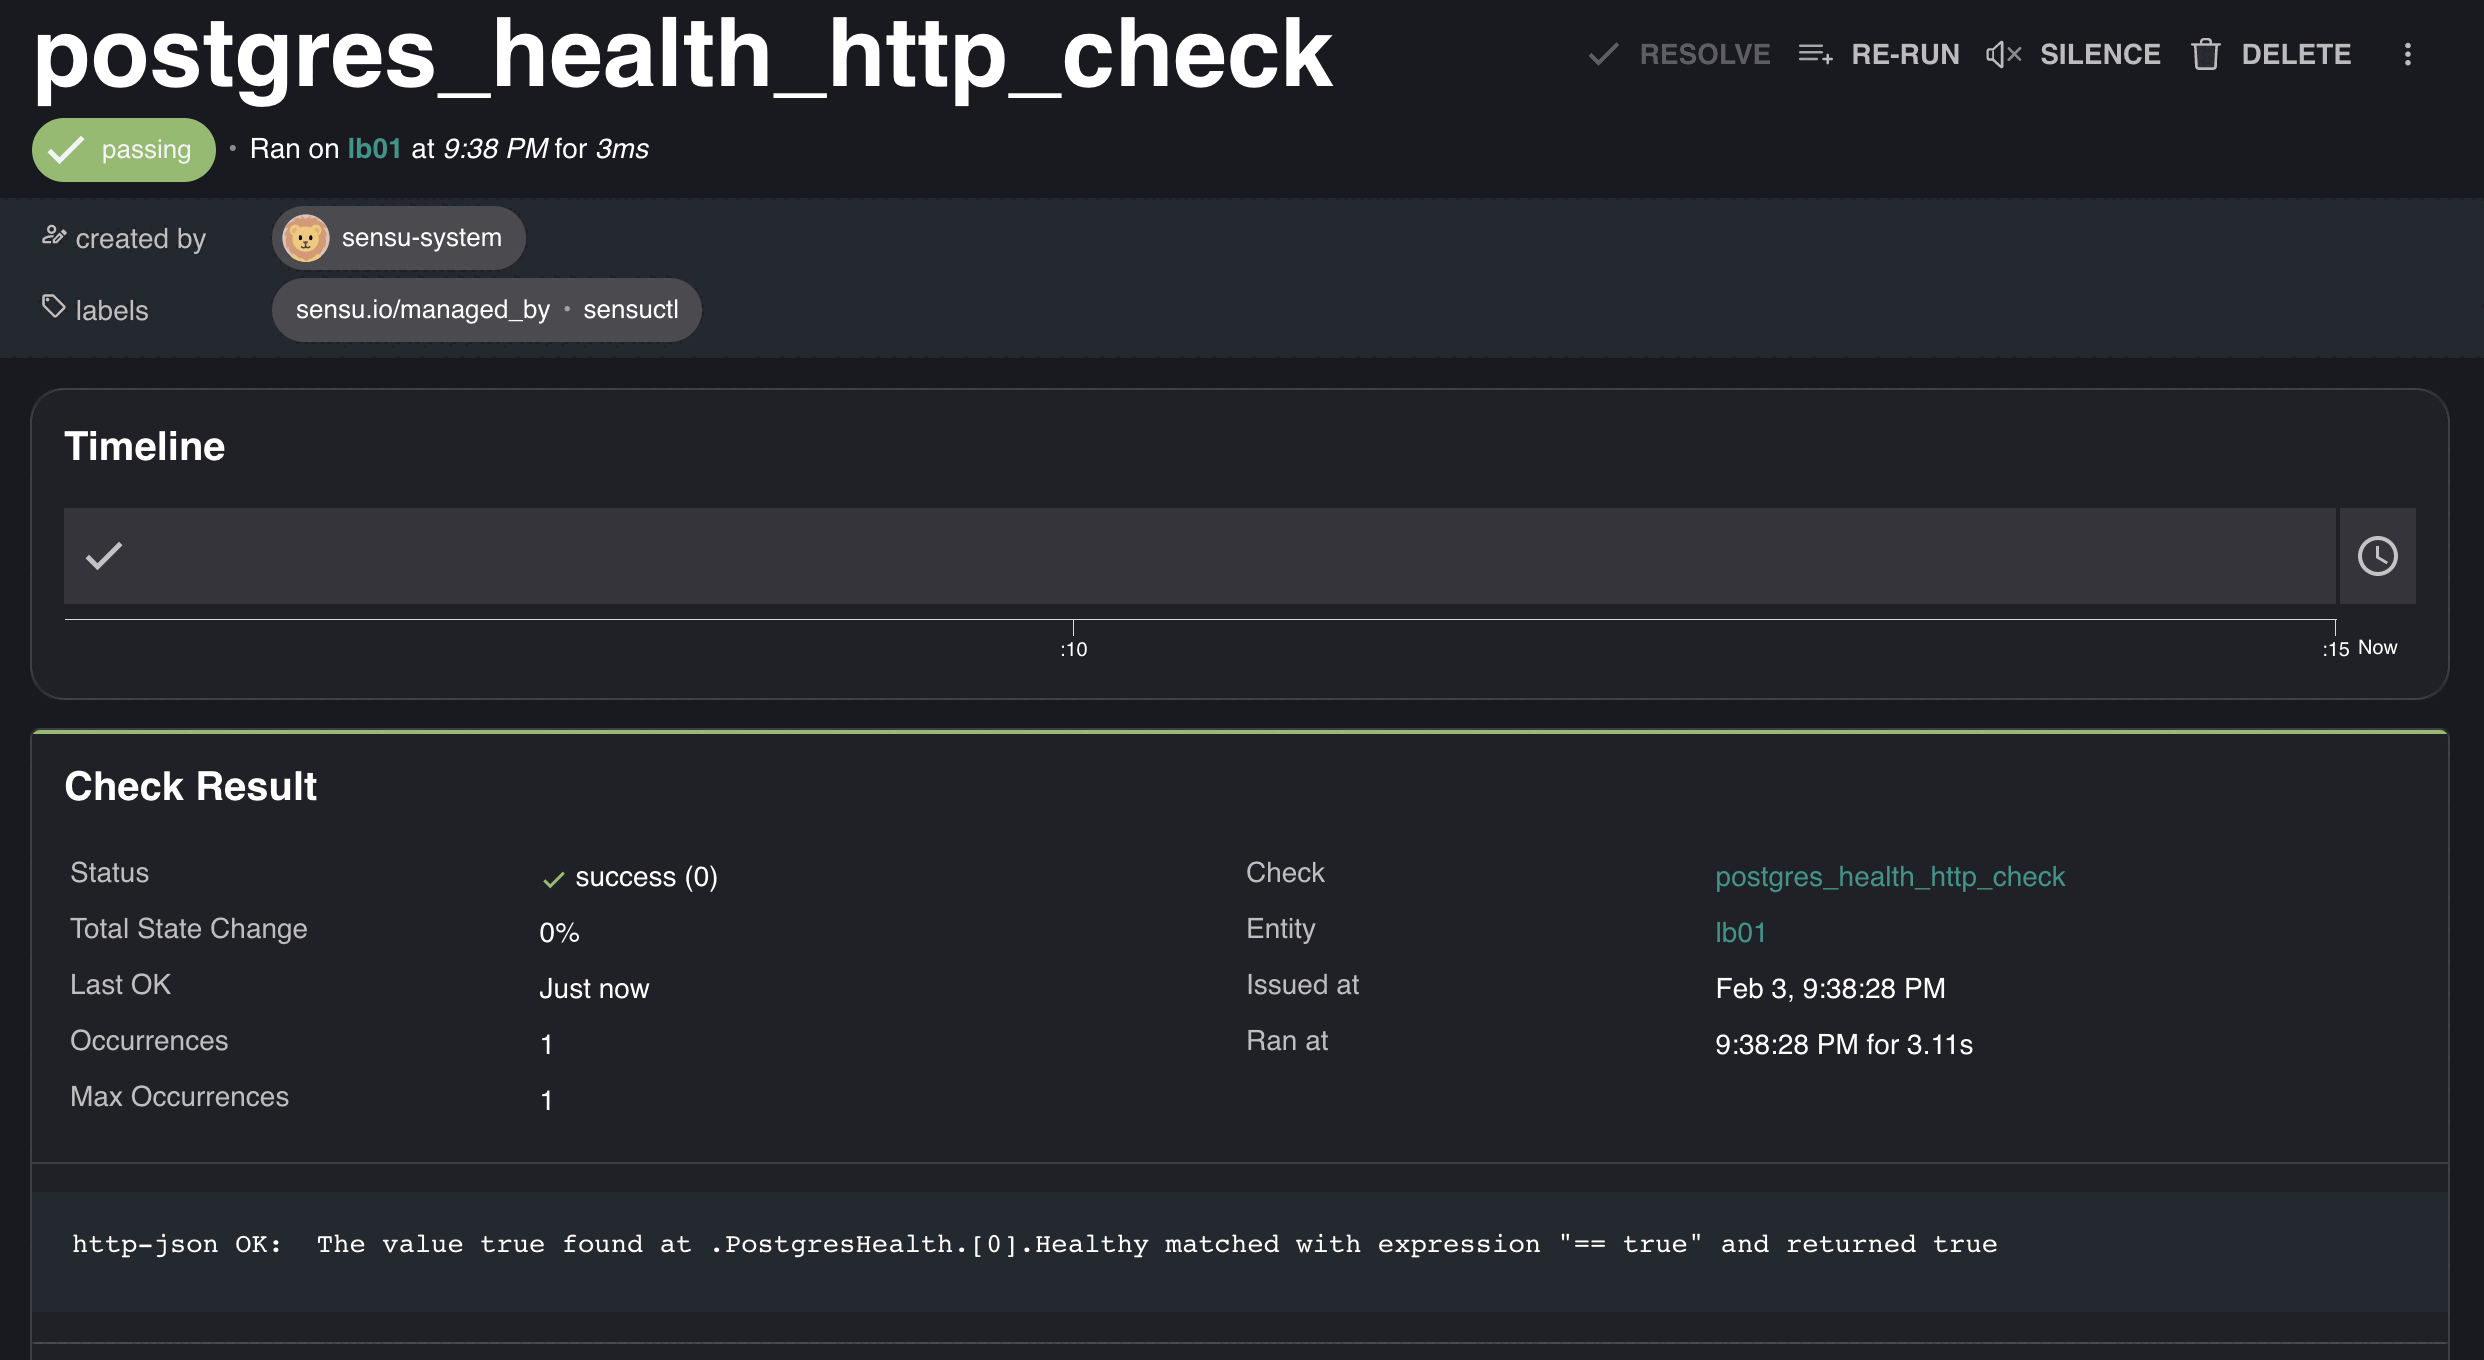 postgres_health_http_check
RESOLVE RE-RUN SILENCE DELETE
passing • Ran on lb01 at 9:38 PM for 3ms
created by sensu-system
labels sensu.io/managed_by • sensuctl
Timeline
:10 :15 Now
Check Result
Status success (0)
Total State Change 0%
Last OK Just now
Occurrences 1
Max Occurrences 1
Check postgres_health_http_check
Entity lb01
Issued at Feb 3, 9:38:28 PM
Ran at 9:38:28 PM for 3.11s
http-json OK:  The value true found at .PostgresHealth.[0].Healthy matched with expression "== true" and returned true